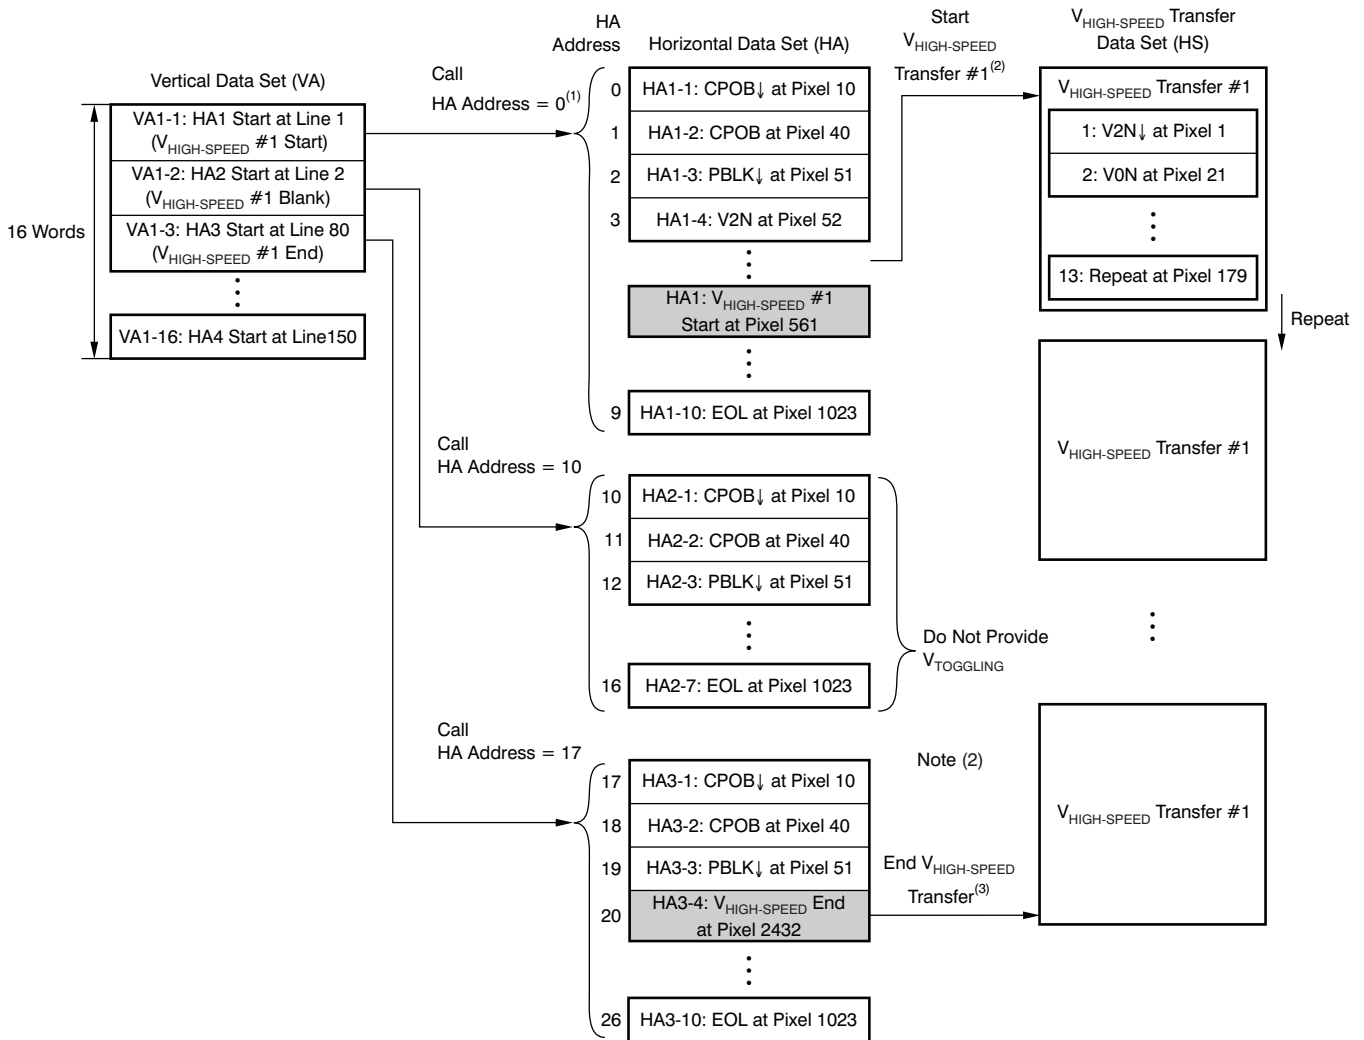 Vertical Data Set (VA)
16 Words
VA1-1: HA1 Start at Line 1
(VHIGH-SPEED #1 Start)
VA1-2: HA2 Start at Line 2
(VHIGH-SPEED #1 Blank)
VA1-3: HA3 Start at Line 80
(VHIGH-SPEED #1 End)
VA1-16: HA4 Start at Line150
Call
HA Address = 0(1)
HA
Address
Horizontal Data Set (HA)
0
HA1-1: CPOB↓ at Pixel 10
1
HA1-2: CPOB at Pixel 40
2
HA1-3: PBLK↓ at Pixel 51
3
HA1-4: V2N at Pixel 52
HA1: VHIGH-SPEED #1
Start at Pixel 561
9
HA1-10: EOL at Pixel 1023
Start
VHIGH-SPEED
Transfer #1(2)
VHIGH-SPEED Transfer
Data Set (HS)
VHIGH-SPEED Transfer #1
1: V2N↓ at Pixel 1
2: V0N at Pixel 21
13: Repeat at Pixel 179
Repeat
VHIGH-SPEED Transfer #1
Call
HA Address = 10
10
HA2-1: CPOB↓ at Pixel 10
11
HA2-2: CPOB at Pixel 40
12
HA2-3: PBLK↓ at Pixel 51
16
HA2-7: EOL at Pixel 1023
Do Not Provide
VTOGGLING
Call
HA Address = 17
17
HA3-1: CPOB↓ at Pixel 10
18
HA3-2: CPOB at Pixel 40
19
HA3-3: PBLK↓ at Pixel 51
20
HA3-4: VHIGH-SPEED End
at Pixel 2432
26
HA3-10: EOL at Pixel 1023
Note (2)
End VHIGH-SPEED
Transfer(3)
VHIGH-SPEED Transfer #1